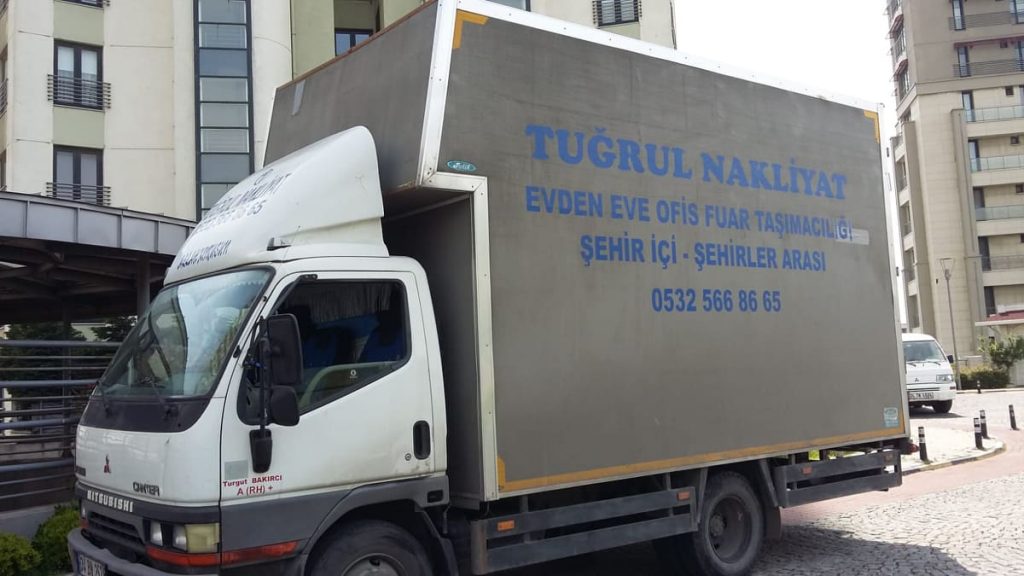 TUĞRUL NAKLİYAT
EVDEN EVE OFİS FUAR TAŞIMACILIĞI
ŞEHİR İÇİ - ŞEHİRLER ARASI
0532 566 86 65
Turgut BAKIRCI
A (RH) +
CANTER
MITSUBISHI